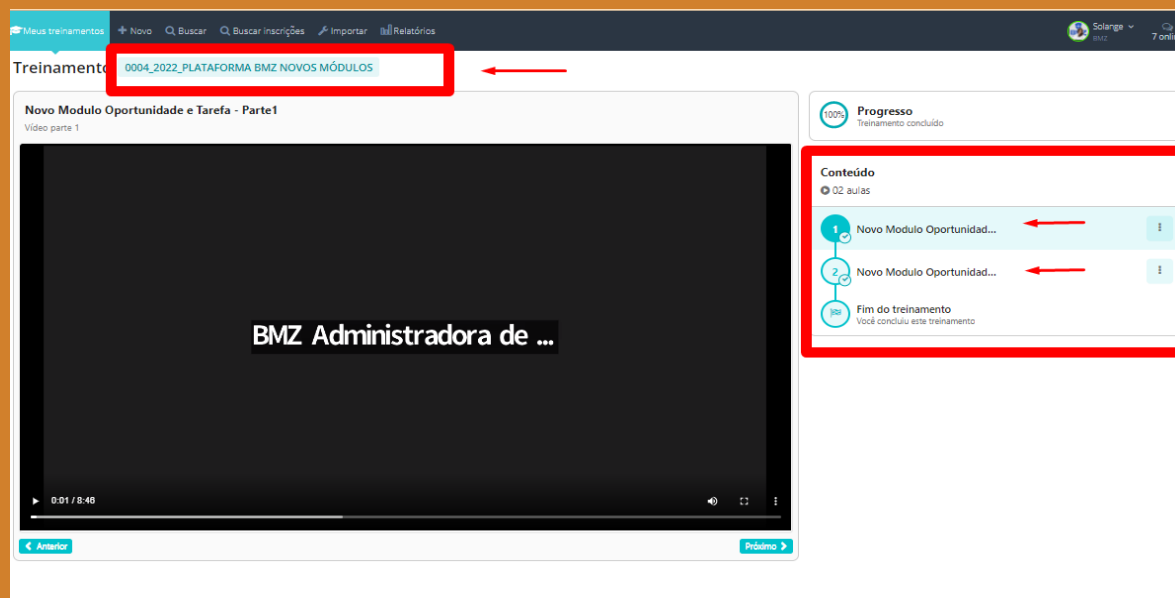 Meus treinamentos + Novo Buscar Buscar inscrições Importar Relatórios Solange
BMZ 7 onli
Treinamento 0004_2022_PLATAFORMA BMZ NOVOS MÓDULOS
Novo Modulo Oportunidade e Tarefa - Parte1
Vídeo parte 1
100% Progresso
Treinamento concluído
Conteúdo
02 aulas
1 Novo Modulo Oportunidad...
2 Novo Modulo Oportunidad...
Fim do treinamento
Você concluiu este treinamento
BMZ Administradora de ...
0:01 / 8:46
Anterior Próximo